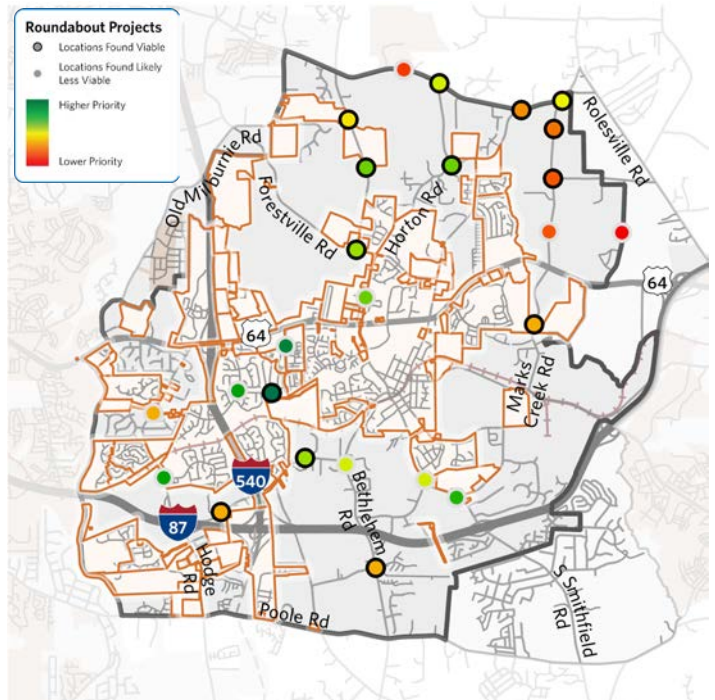 Roundabout Projects
Locations Found Viable
Locations Found Likely
Less Viable
Higher Priority
Lower Priority
Rolesville Rd
Old Milburnie Rd
Forestville Rd
Horton Rd
64
64
Marks
Creek Rd
540
Bethlehem
Rd
87
Hodge
Rd
Poole Rd
S Smithfield
Rd